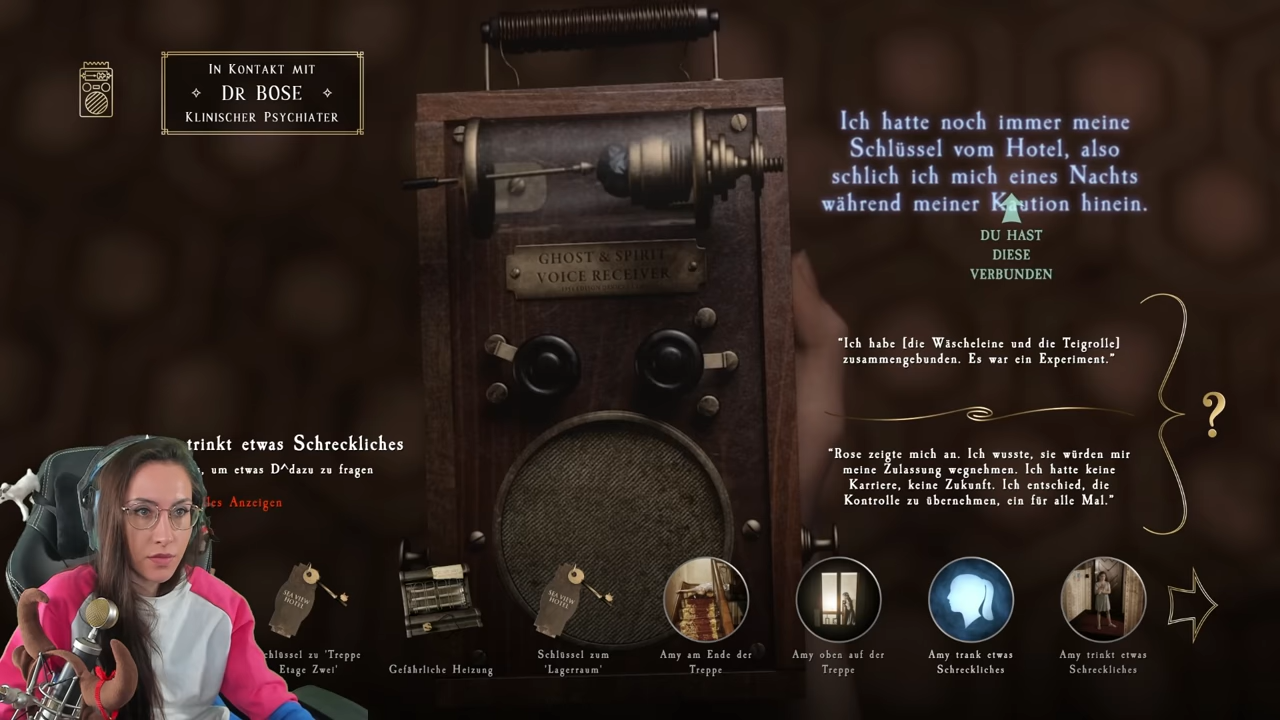 In Kontakt mit
Dr BOSE
Klinischer Psychiater
Ich hatte noch immer meine
Schlüssel vom Hotel, also
schlich ich mich eines Nachts
während meiner Kaution hinein.
DU HAST
DIESE
VERBUNDEN
GHOST & SPIRIT
VOICE RECEIVER
"Ich habe [die Wäscheleine und die Teigrolle]
zusammengebunden. Es war ein Experiment."
"Rose zeigte mich an. Ich wusste, sie würden mir
meine Zulassung wegnehmen. Ich hatte keine
Karriere, keine Zukunft. Ich entschied, die
Kontrolle zu übernehmen, ein für alle Mal."
?
trinkt etwas Schreckliches
, um etwas D^dazu zu fragen
Anzeigen
SEA VIEW
HOTEL
SEA VIEW
HOTEL
zu 'Treppe
Etage Zwei'
Gefährliche Heizung
Schlüssel zum
'Lagerraum'
Amy am Ende der
Treppe
Amy oben auf der
Treppe
Amy trank etwas
Schreckliches
Amy trinkt etwas
Schreckliches